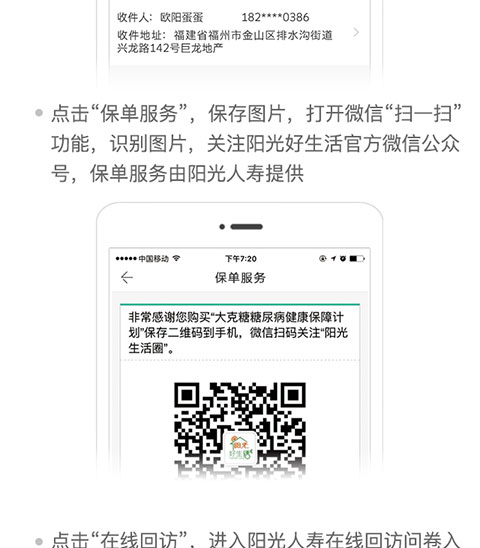 收件人：欧阳蛋蛋 182****0386
收件地址：福建省福州市金山区排水沟街道
兴龙路142号巨龙地产
点击“保单服务”，保存图片，打开微信“扫一扫”
功能，识别图片，关注阳光好生活官方微信公众
号，保单服务由阳光人寿提供
中国移动 下午7:20
保单服务
非常感谢您购买“大克糖糖尿病健康保障计
划”保存二维码到手机，微信扫码关注“阳光
生活圈”。
阳光
好生活
点击“在线回访”，进入阳光人寿在线回访问卷入